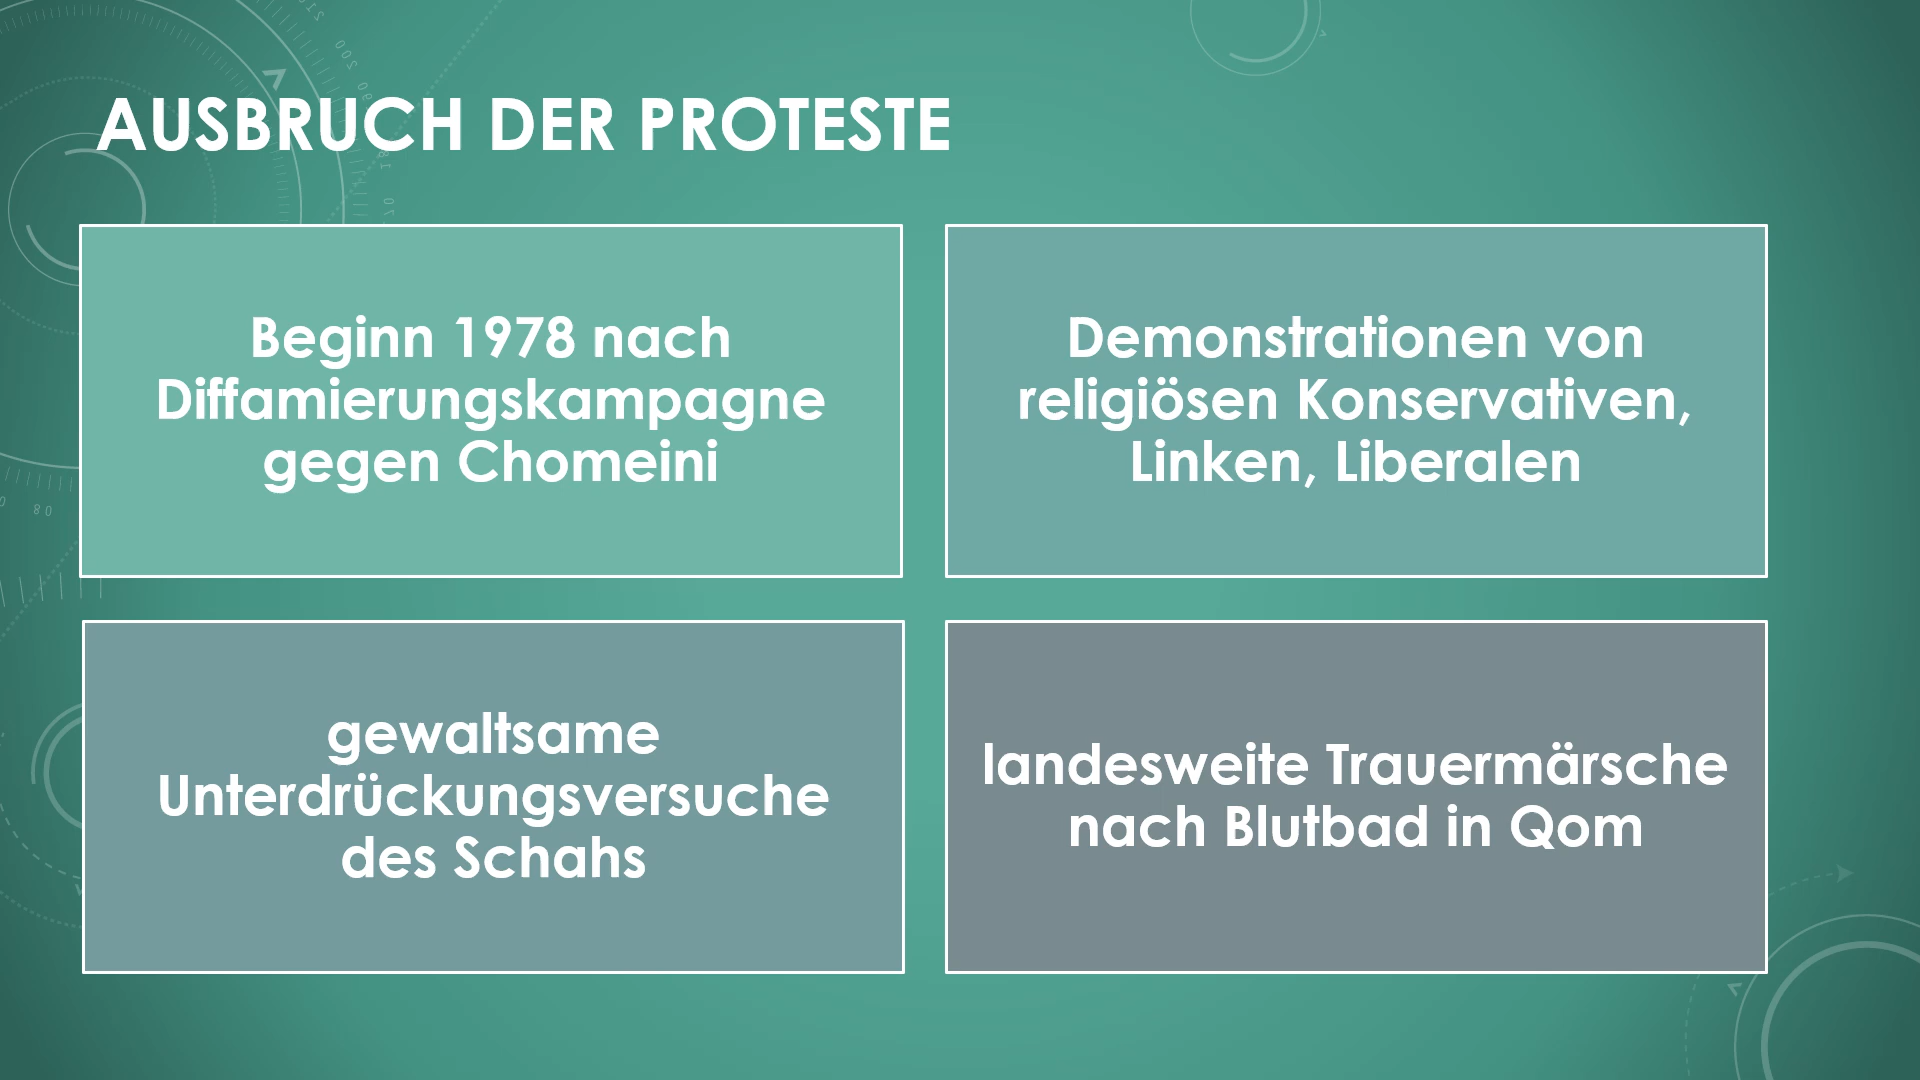 AUSBRUCH DER PROTESTE
Beginn 1978 nach
Diffamierungskampagne
gegen Chomeini
Demonstrationen von
religiösen Konservativen,
Linken, Liberalen
gewaltsame
Unterdrückungsversuche
des Schahs
landesweite Trauermärsche
nach Blutbad in Qom